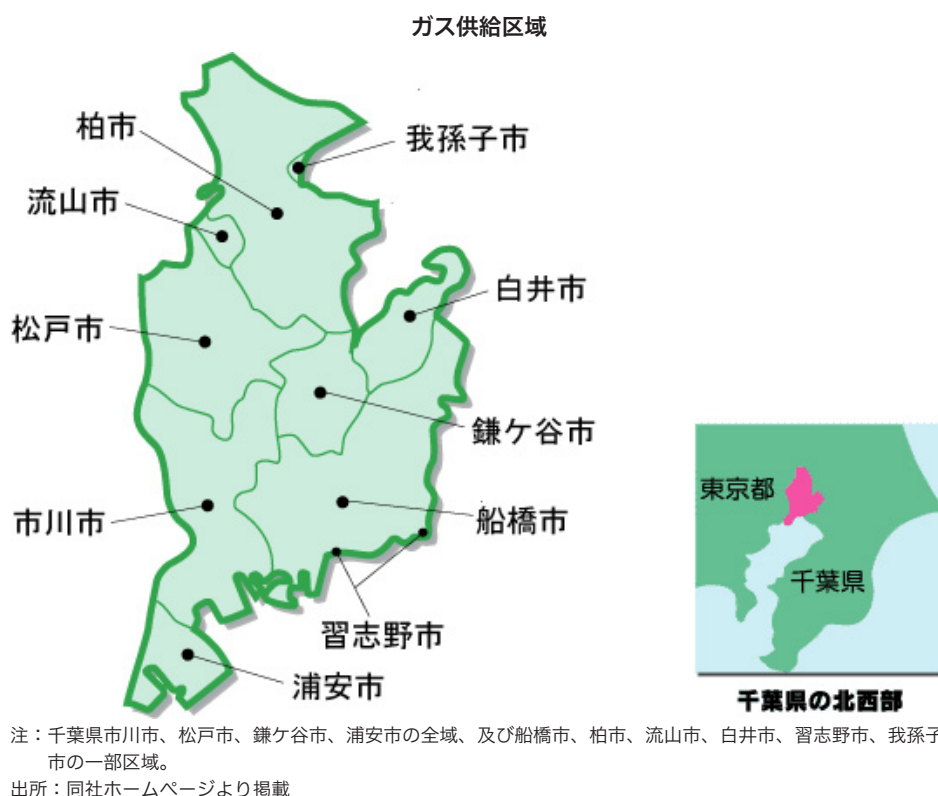 ガス供給区域
柏市
我孫子市
流山市
白井市
松戸市
鎌ケ谷市
市川市
船橋市
習志野市
浦安市
東京都
千葉県
千葉県の北西部
注：千葉県市川市、松戸市、鎌ケ谷市、浦安市の全域、及び船橋市、柏市、流山市、白井市、習志野市、我孫子
市の一部区域。
出所：同社ホームページより掲載